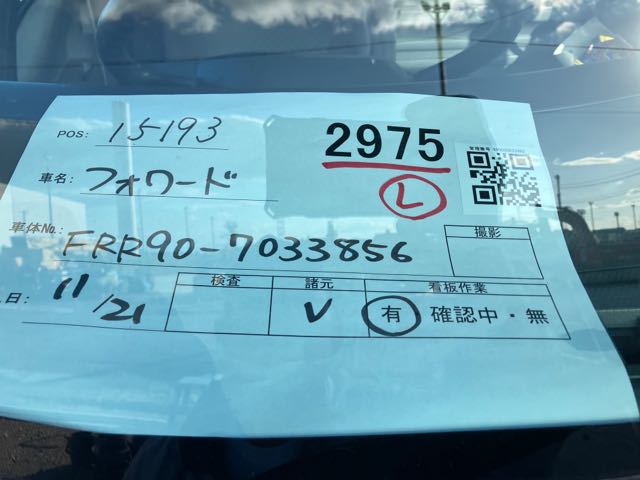 POS: 15193
2975
車名: フォワード
L
車体No.: FRR90-7033856
撮影
日: 11/21
検査
諸元
看板作業
V
有 確認中・無